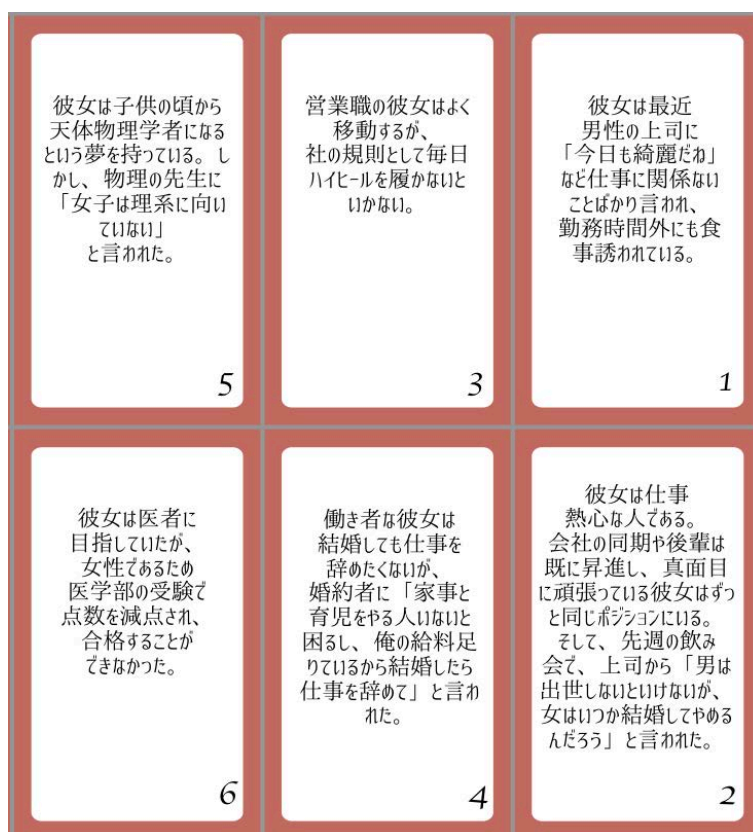 彼女は子供の頃から
天体物理学者になる
という夢を持っている。し
かし、物理の先生に
「女子は理系に向い
ていない」
と言われた。
5
営業職の彼女はよく
移動するが、
社の規則として毎日
ハイヒールを履かないと
いかない。
3
彼女は最近
男性の上司に
「今日も綺麗だね」
など仕事に関係ない
ことばかり言われ、
勤務時間外にも食
事誘われている。
1
彼女は医者に
目指していたが、
女性であるため
医学部の受験で
点数を減点され、
合格することが
できなかった。
6
働き者な彼女は
結婚しても仕事を
辞めたくないが、
婚約者に「家事と
育児をやる人いないと
困るし、俺の給料足
りているから結婚したら
仕事を辞めて」と言わ
れた。
4
彼女は仕事
熱心な人である。
会社の同期や後輩は
既に昇進し、真面目
に頑張っている彼女はずっ
と同じポジションにいる。
そして、先週の飲み
会で、上司から「男は
出世しないといけないが、
女はいつか結婚してやめる
んだろう」と言われた。
2